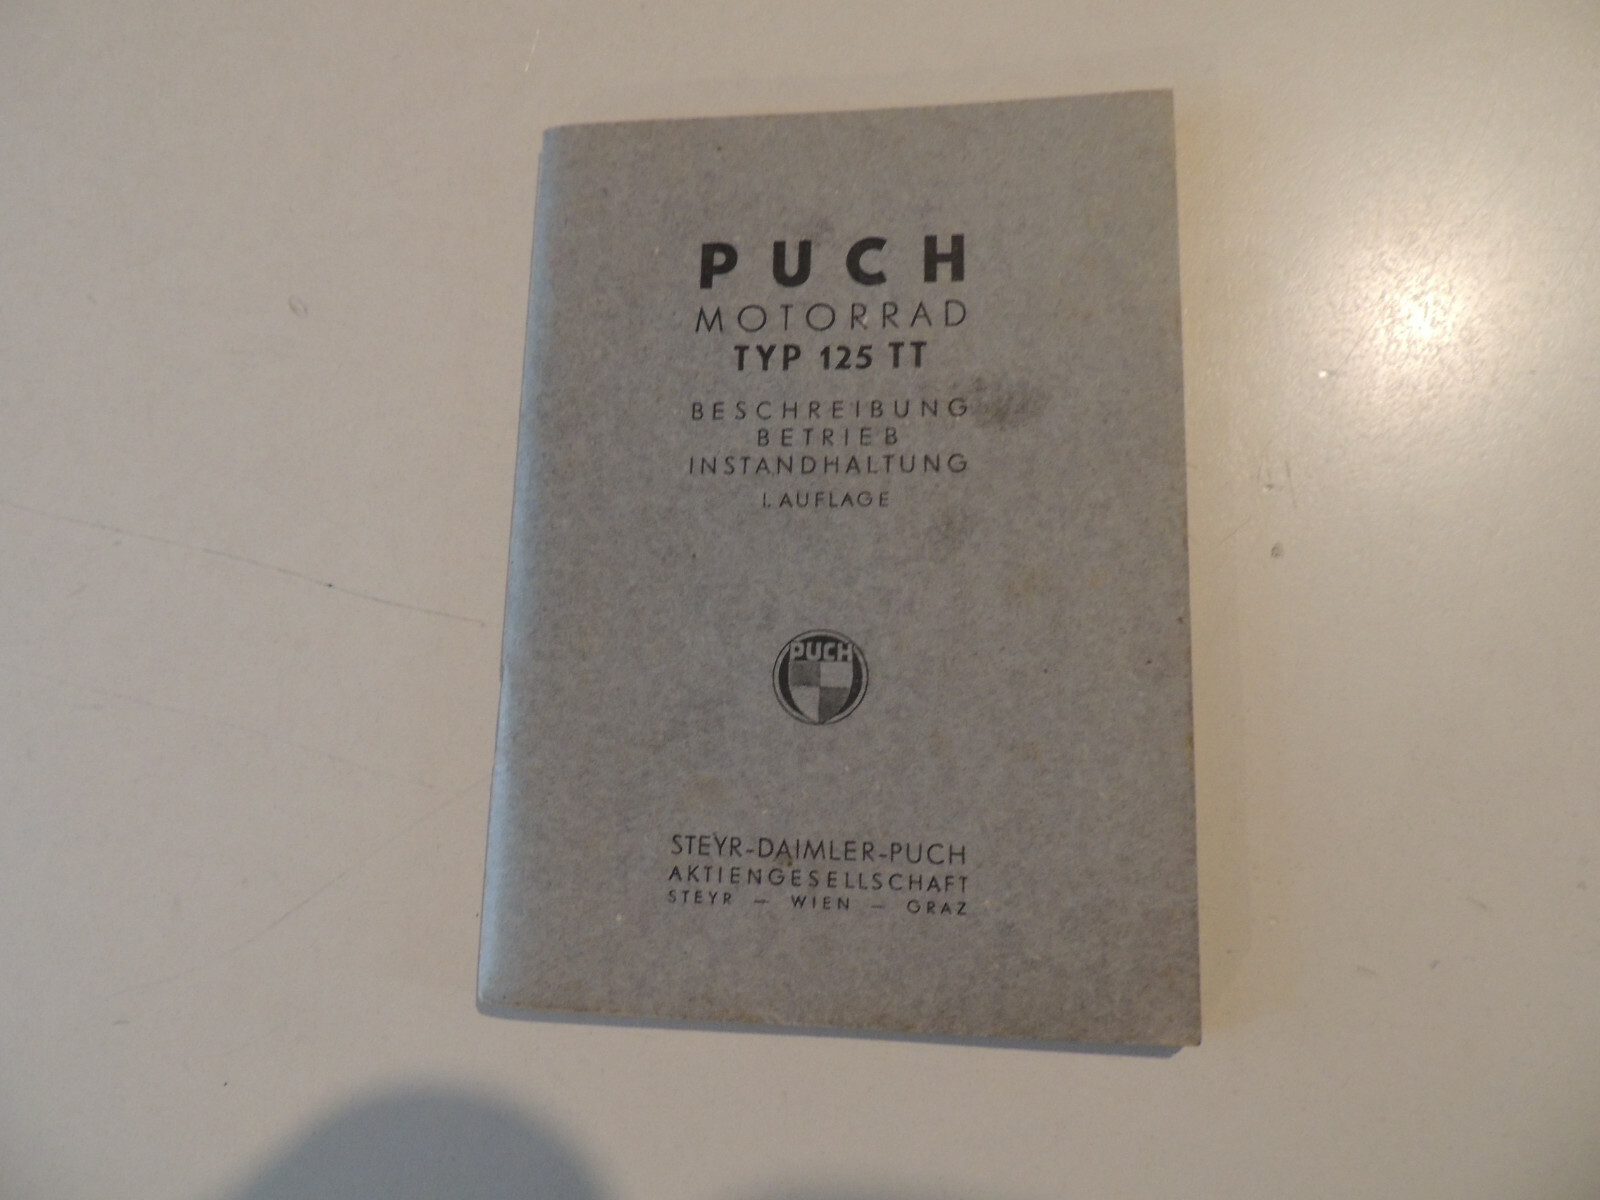 PUCH
MOTORRAD
TYP 125 TT
BESCHREIBUNG
BETRIEB
INSTANDHALTUNG
I. AUFLAGE
PUCH
STEYR-DAIMLER-PUCH
AKTIENGESELLSCHAFT
STEYR – WIEN – GRAZ